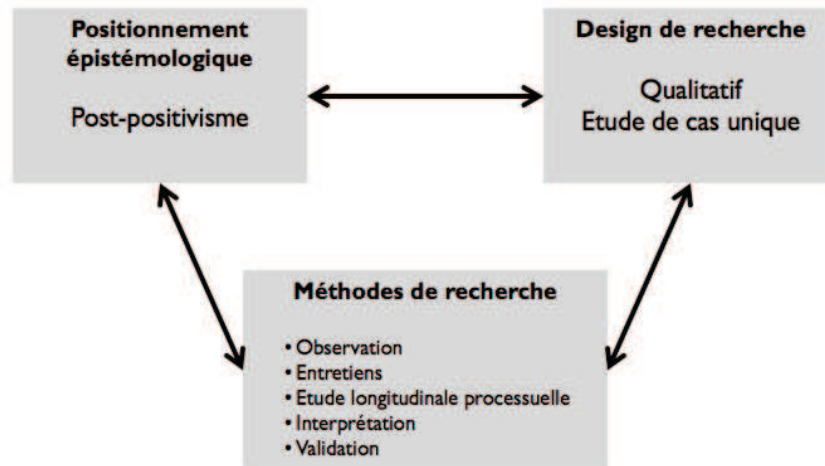 Positionnement
épistémologique
Post-positivisme
Design de recherche
Qualitatif
Etude de cas unique
Méthodes de recherche
• Observation
• Entretiens
• Etude longitudinale processuelle
• Interprétation
• Validation